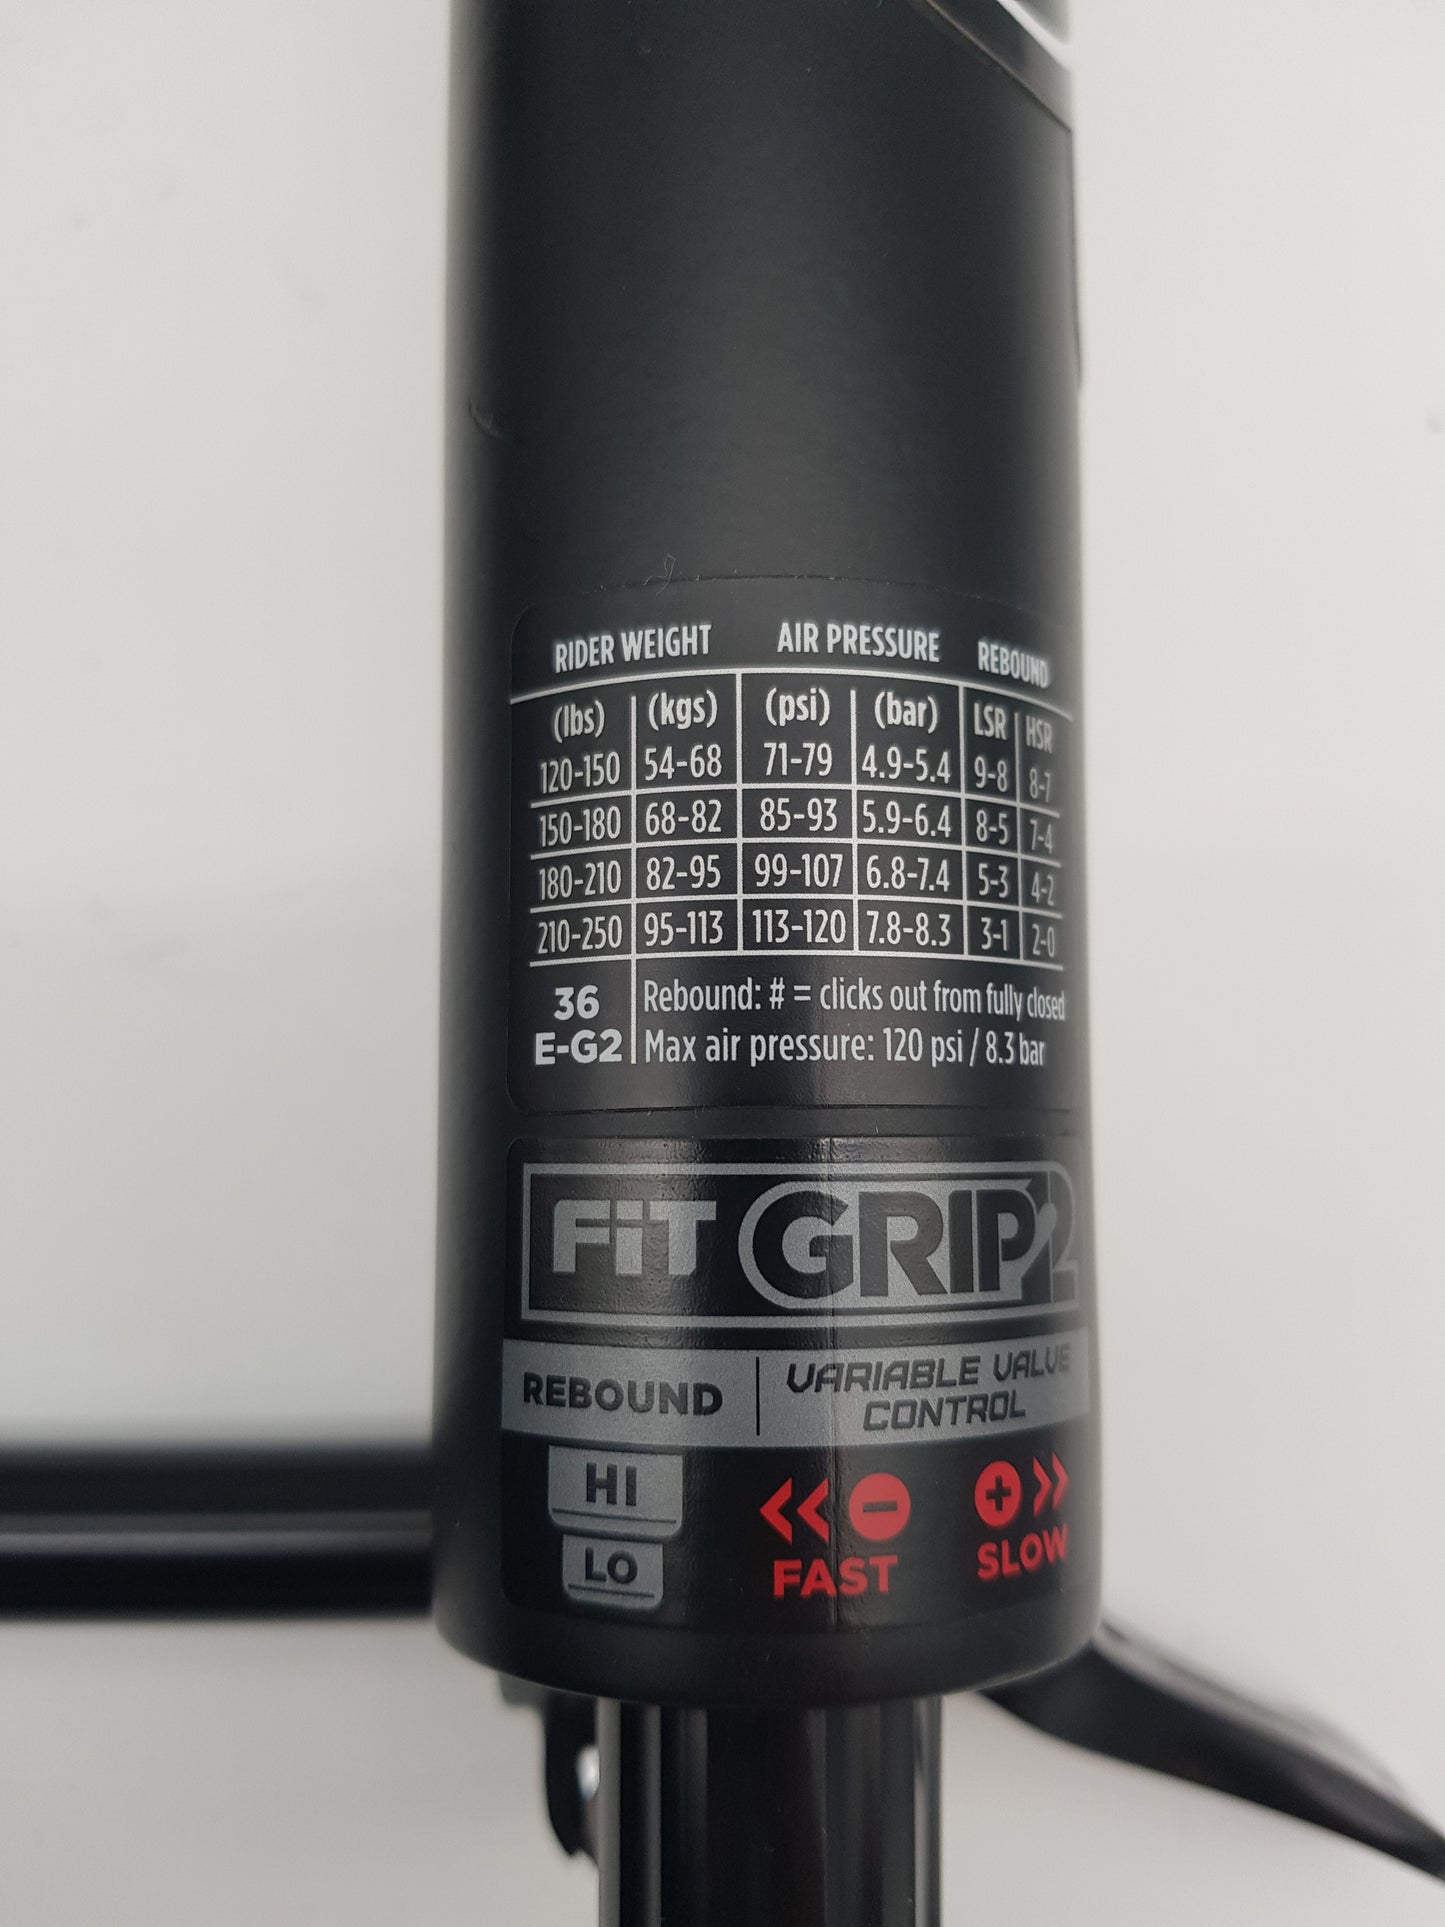 RIDER WEIGHT AIR PRESSURE REBOUND
(lbs) (kgs) (psi) (bar) LSR HSR
120-150 54-68 71-79 4.9-5.4 9-8 8-7
150-180 68-82 85-93 5.9-6.4 8-5 7-4
180-210 82-95 99-107 6.8-7.4 5-3 4-2
210-250 95-113 113-120 7.8-8.3 3-1 2-0
36 Rebound: # = clicks out from fully closed
E-G2 Max air pressure: 120 psi / 8.3 bar
FiT GRIP2
REBOUND VARIABLE VALVE
CONTROL
HI << - + >>
LO FAST SLOW